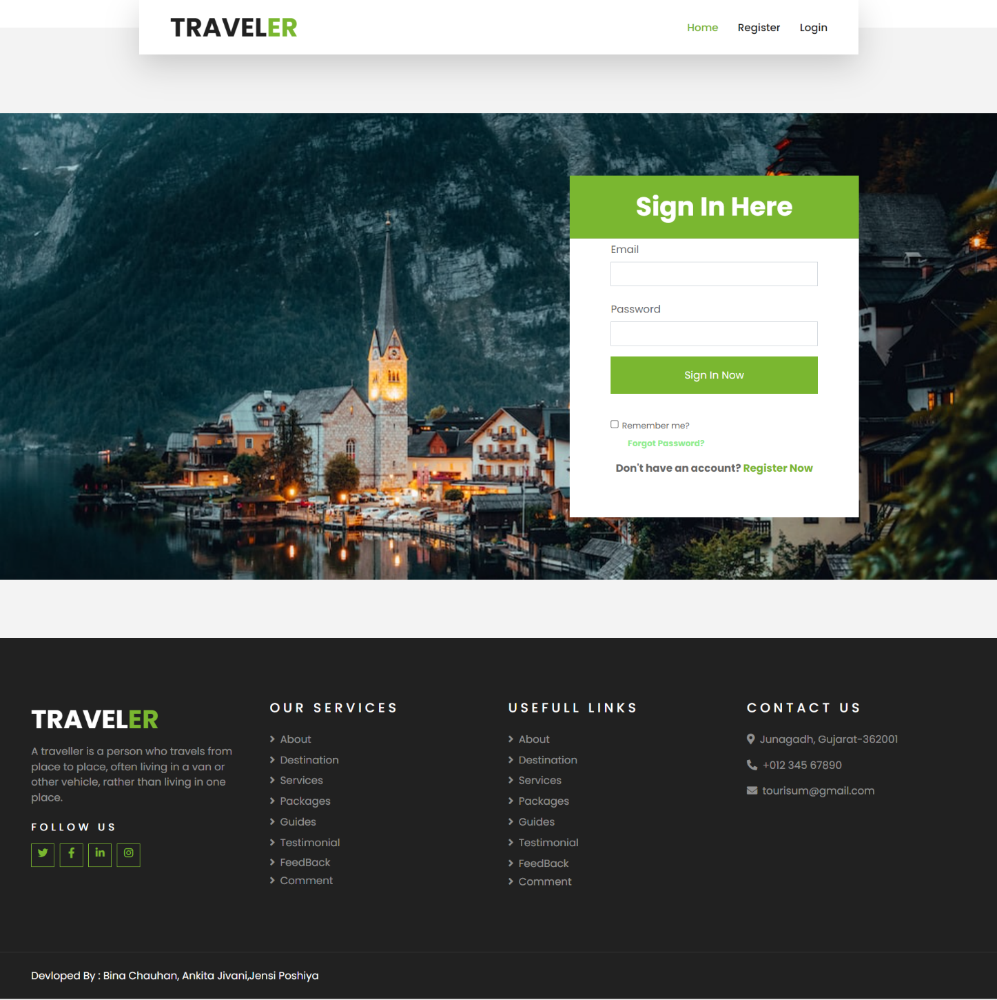 TRAVELER
Home Register Login
Sign In Here
Email
Password
Sign In Now
Remember me?
Forgot Password?
Don't have an account? Register Now
TRAVELER
A traveller is a person who travels from
place to place, often living in a van or
other vehicle, rather than living in one
place.
FOLLOW US
OUR SERVICES
About
Destination
Services
Packages
Guides
Testimonial
FeedBack
Comment
USEFULL LINKS
About
Destination
Services
Packages
Guides
Testimonial
FeedBack
Comment
CONTACT US
Junagadh, Gujarat-362001
+012 345 67890
tourisum@gmail.com
Devloped By : Bina Chauhan, Ankita Jivani,Jensi Poshiya